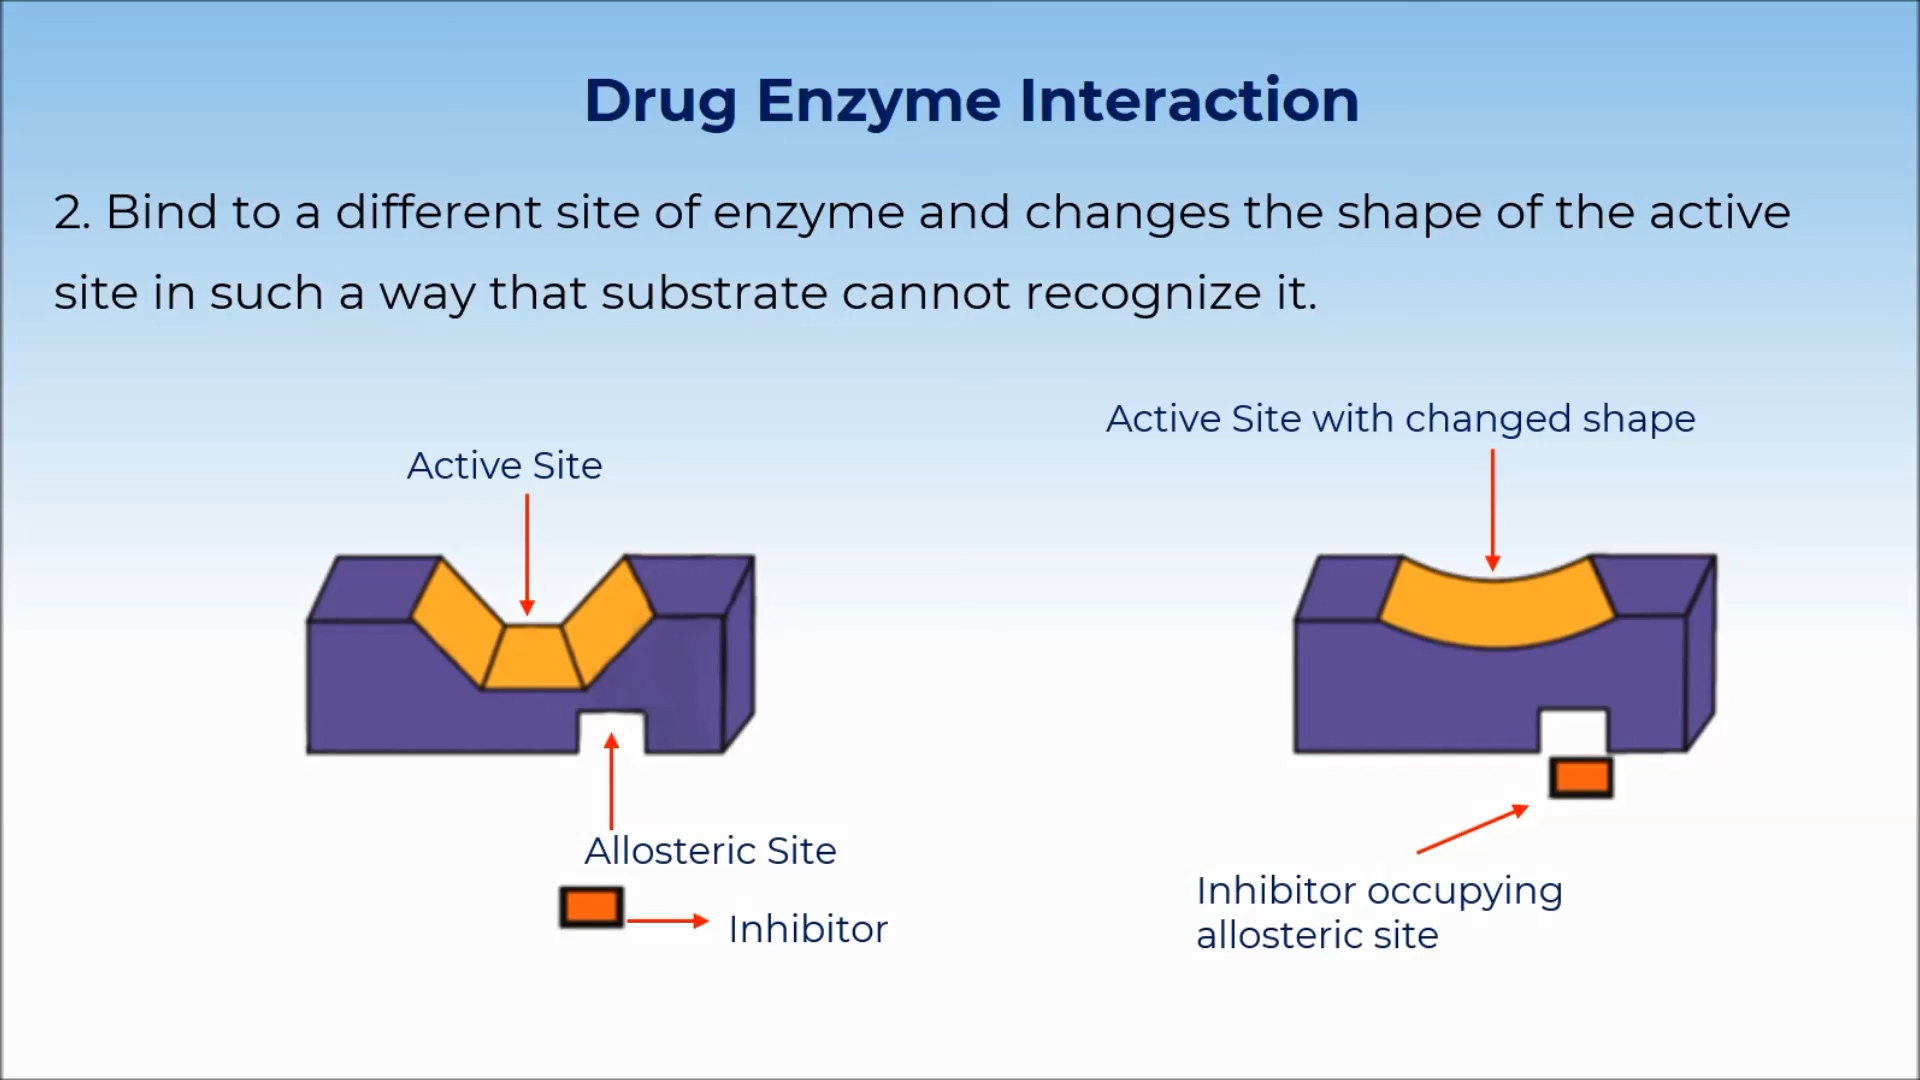 Drug Enzyme Interaction
2. Bind to a different site of enzyme and changes the shape of the active
site in such a way that substrate cannot recognize it.
Active Site
Allosteric Site
Inhibitor
Active Site with changed shape
Inhibitor occupying
allosteric site